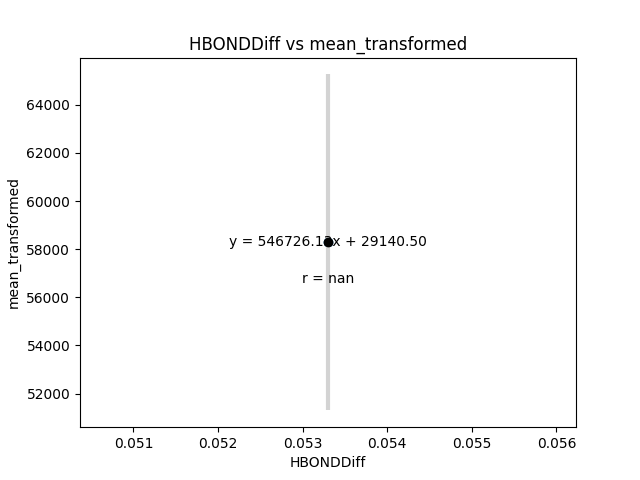 HBONDDiff vs mean_transformed
mean_transformed
64000
62000
60000
58000
56000
54000
52000
y = 546726.12x + 29140.50
r = nan
0.051 0.052 0.053 0.054 0.055 0.056
HBONDDiff